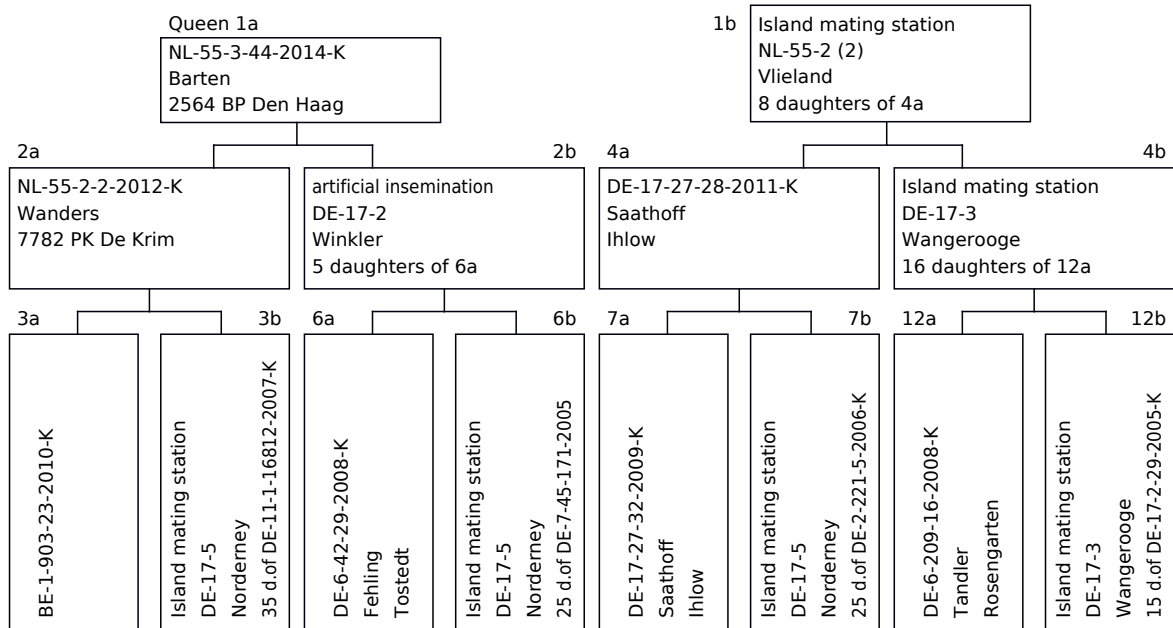 Queen 1a
NL-55-3-44-2014-K
Barten
2564 BP Den Haag
1b
Island mating station
NL-55-2 (2)
Vlieland
8 daughters of 4a
2a
NL-55-2-2-2012-K
Wanders
7782 PK De Krim
2b
artificial insemination
DE-17-2
Winkler
5 daughters of 6a
4a
DE-17-27-28-2011-K
Saathoff
Ihlow
4b
Island mating station
DE-17-3
Wangerooge
16 daughters of 12a
3a
BE-1-903-23-2010-K
3b
Island mating station
DE-17-5
Norderney
35 d.of DE-11-1-16812-2007-K
6a
DE-6-42-29-2008-K
Fehling
Tostedt
6b
Island mating station
DE-17-5
Norderney
25 d.of DE-7-45-171-2005
7a
DE-17-27-32-2009-K
Saathoff
Ihlow
7b
Island mating station
DE-17-5
Norderney
25 d.of DE-2-221-5-2006-K
12a
DE-6-209-16-2008-K
Tandler
Rosengarten
12b
Island mating station
DE-17-3
Wangerooge
15 d.of DE-17-2-29-2005-K